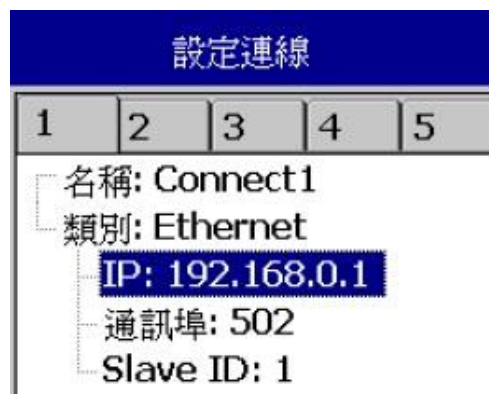 設定連線
1 2 3 4 5
名稱: Connect1
類別: Ethernet
IP: 192.168.0.1
通訊埠: 502
Slave ID: 1